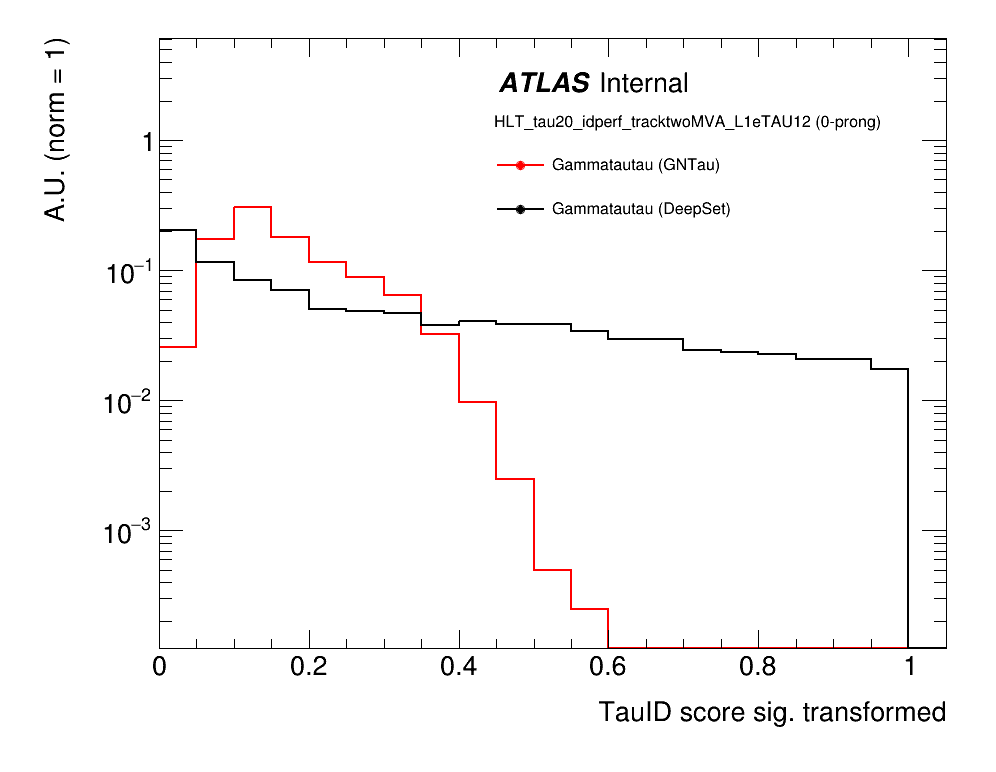 A.U. (norm = 1)
ATLAS Internal
HLT_tau20_idperf_tracktwoMVA_L1eTAU12 (0-prong)
Gammatautau (GNTau)
Gammatautau (DeepSet)
1
10⁻¹
10⁻²
10⁻³
0 0.2 0.4 0.6 0.8 1
TauID score sig. transformed